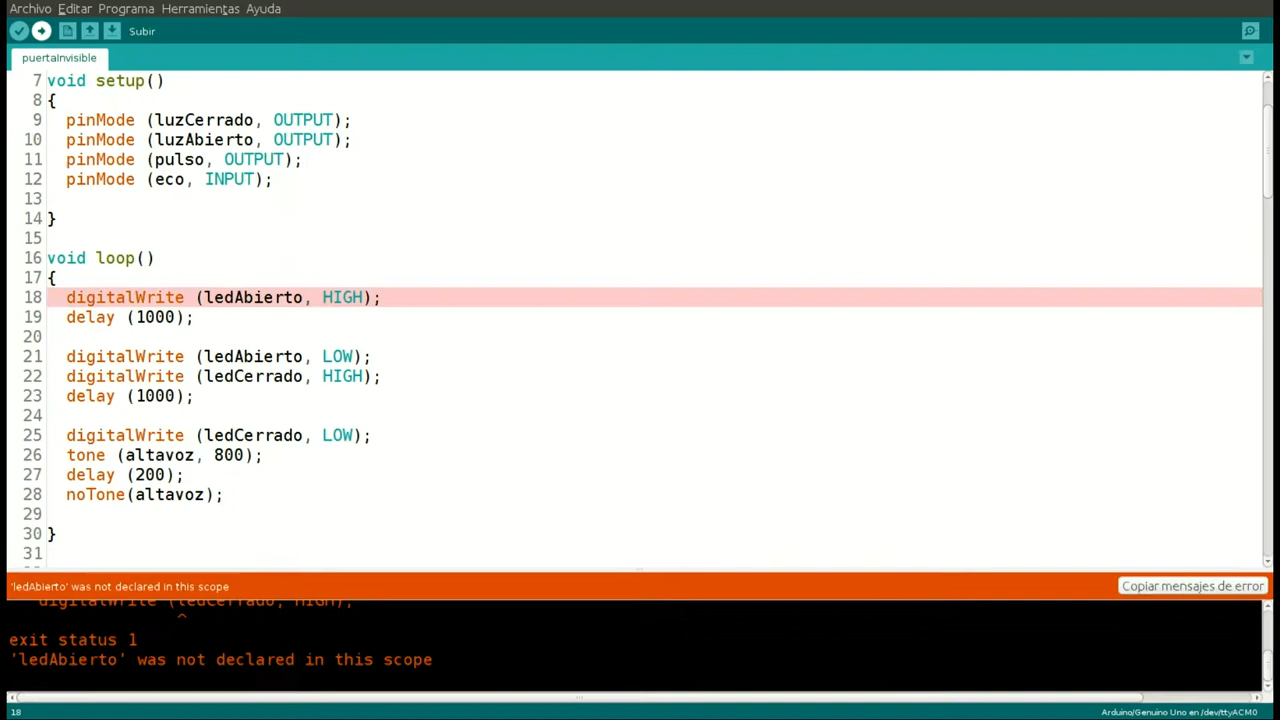 Archivo Editar Programa Herramientas Ayuda
Subir
puertaInvisible
7 void setup()
8 {
9 pinMode (luzCerrado, OUTPUT);
10 pinMode (luzAbierto, OUTPUT);
11 pinMode (pulso, OUTPUT);
12 pinMode (eco, INPUT);
13
14 }
15
16 void loop()
17 {
18 digitalWrite (ledAbierto, HIGH);
19 delay (1000);
20
21 digitalWrite (ledAbierto, LOW);
22 digitalWrite (ledCerrado, HIGH);
23 delay (1000);
24
25 digitalWrite (ledCerrado, LOW);
26 tone (altavoz, 800);
27 delay (200);
28 noTone(altavoz);
29
30 }
31
'ledAbierto' was not declared in this scope
Copiar mensajes de error
digitalWrite (ledCerrado, HIGH);
^
exit status 1
'ledAbierto' was not declared in this scope
18
Arduino/Genuino Uno en /dev/ttyACM0